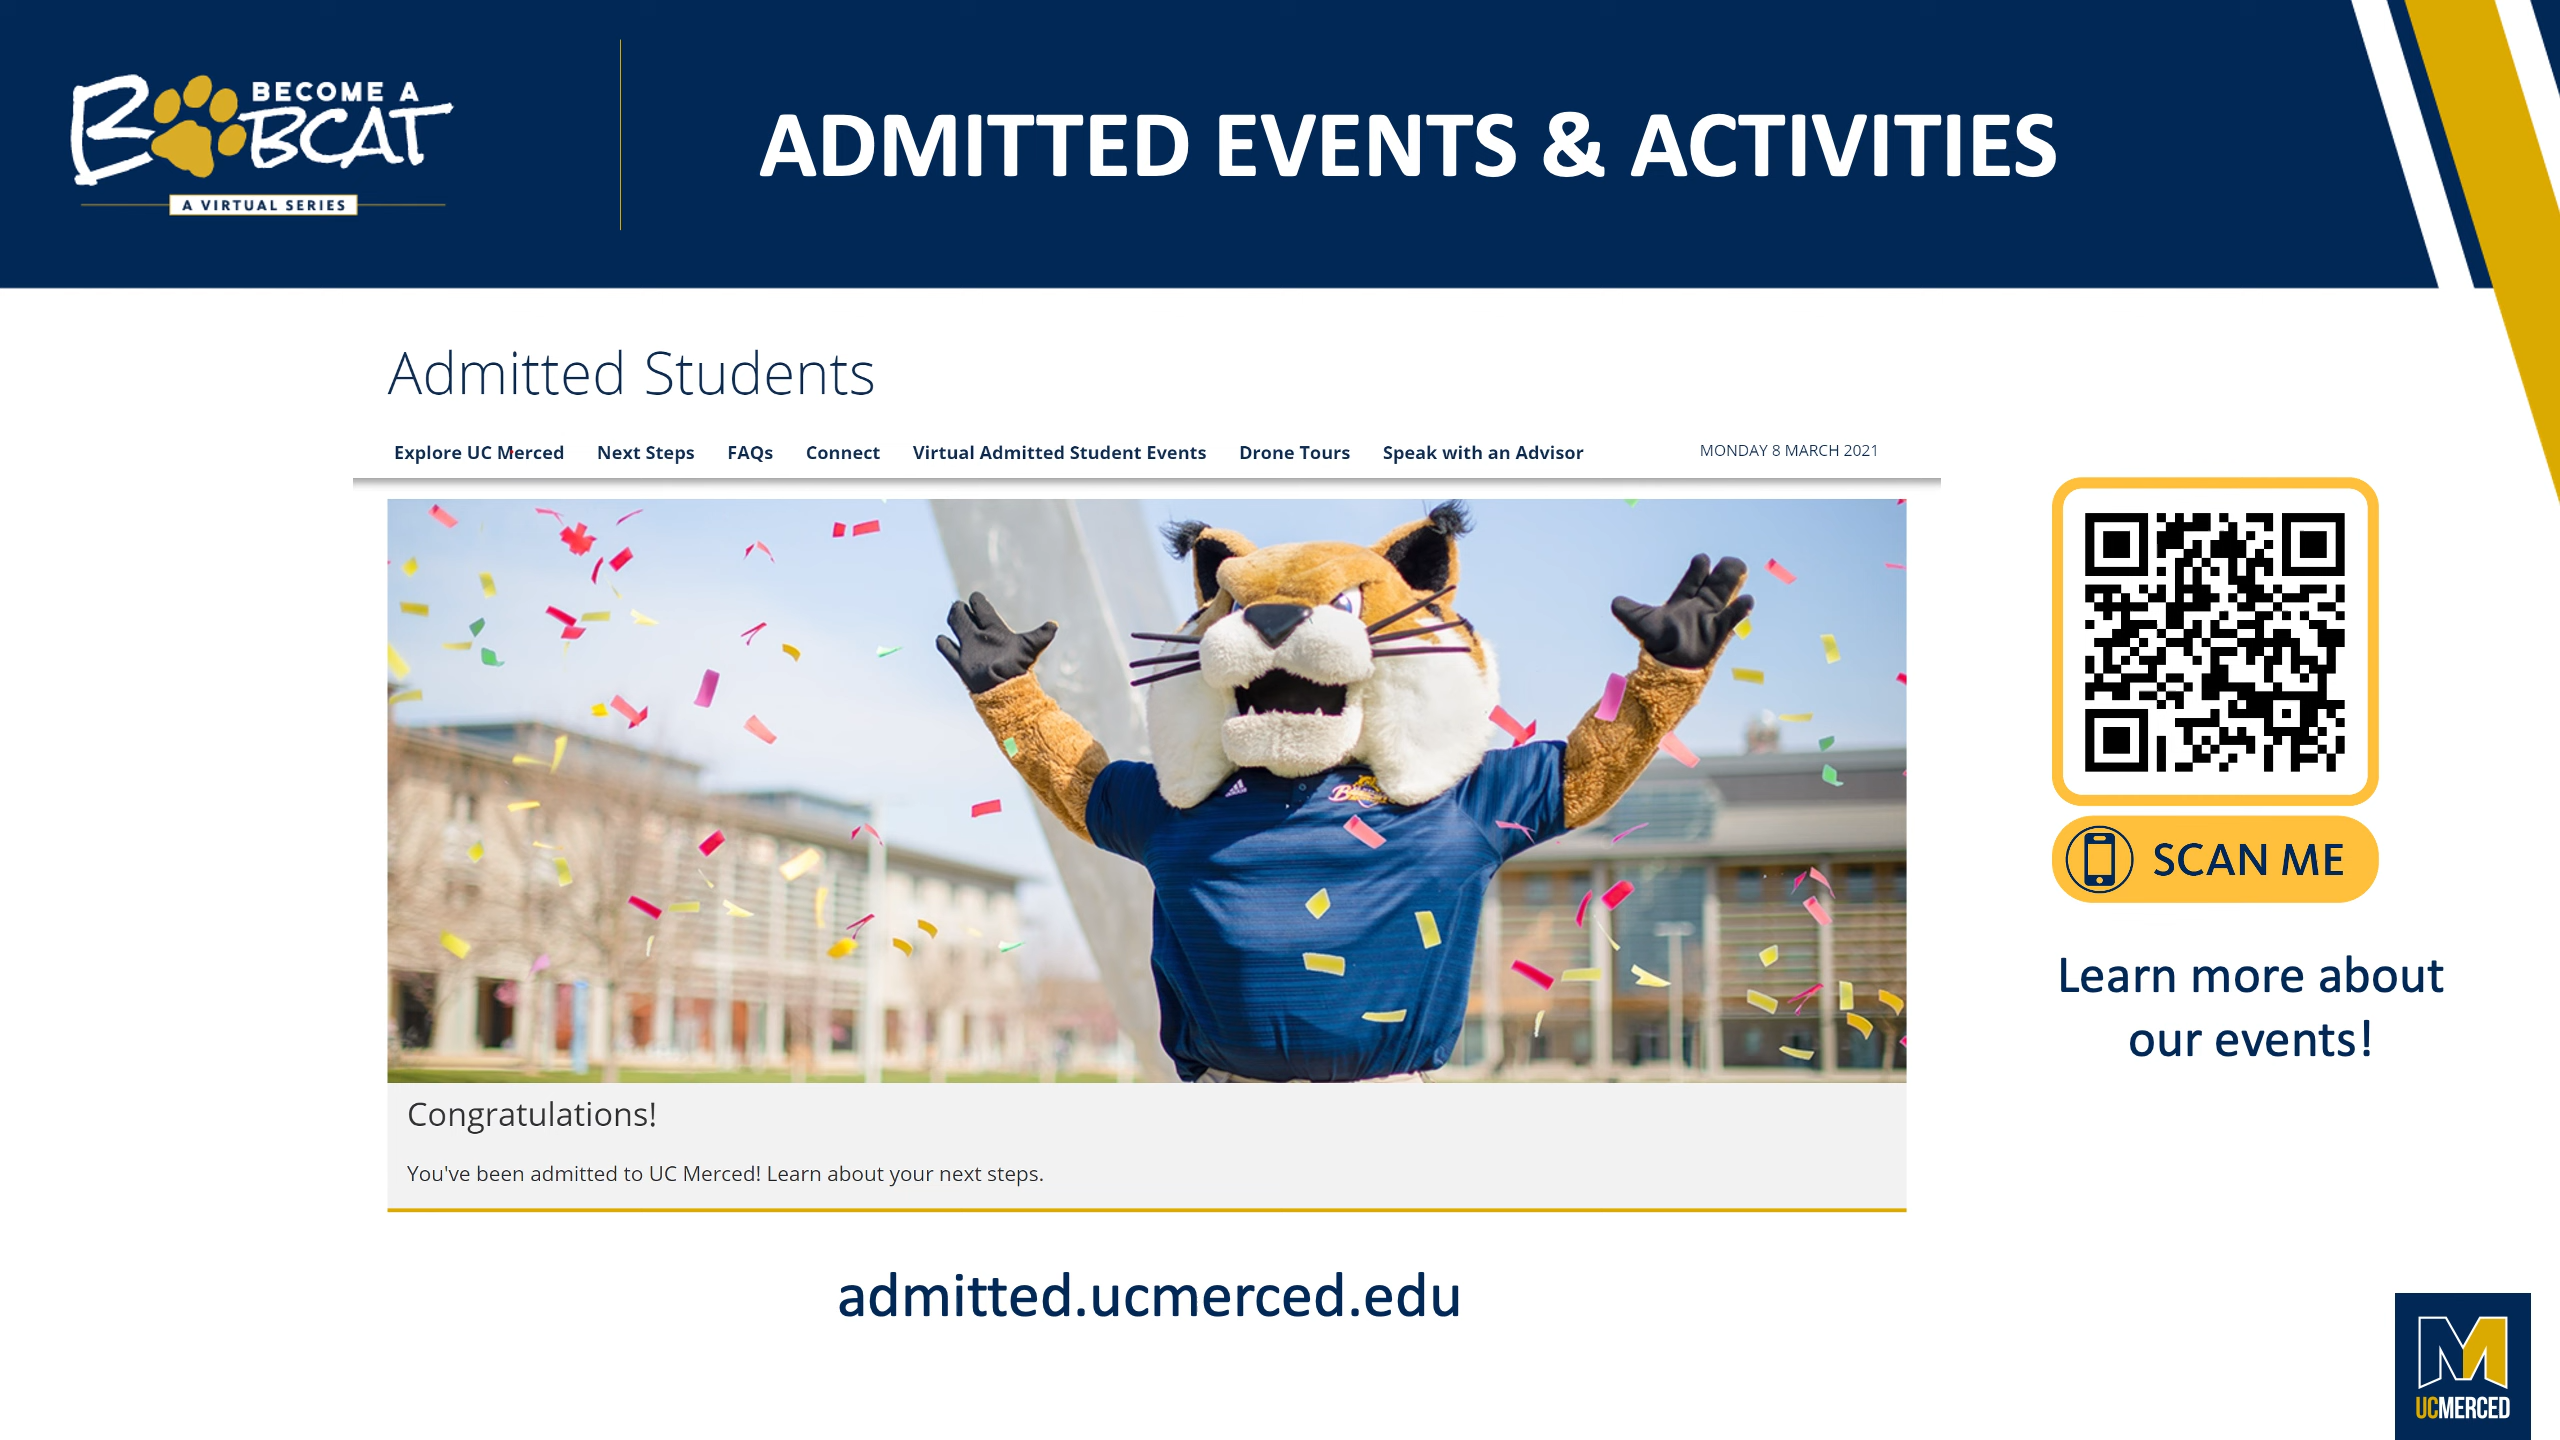 BECOME A
BOBCAT
A VIRTUAL SERIES
ADMITTED EVENTS & ACTIVITIES
Admitted Students
Explore UC Merced Next Steps FAQs Connect Virtual Admitted Student Events Drone Tours Speak with an Advisor MONDAY 8 MARCH 2021
SCAN ME
Learn more about
our events!
Congratulations!
You've been admitted to UC Merced! Learn about your next steps.
admitted.ucmerced.edu
M
UCMERCED